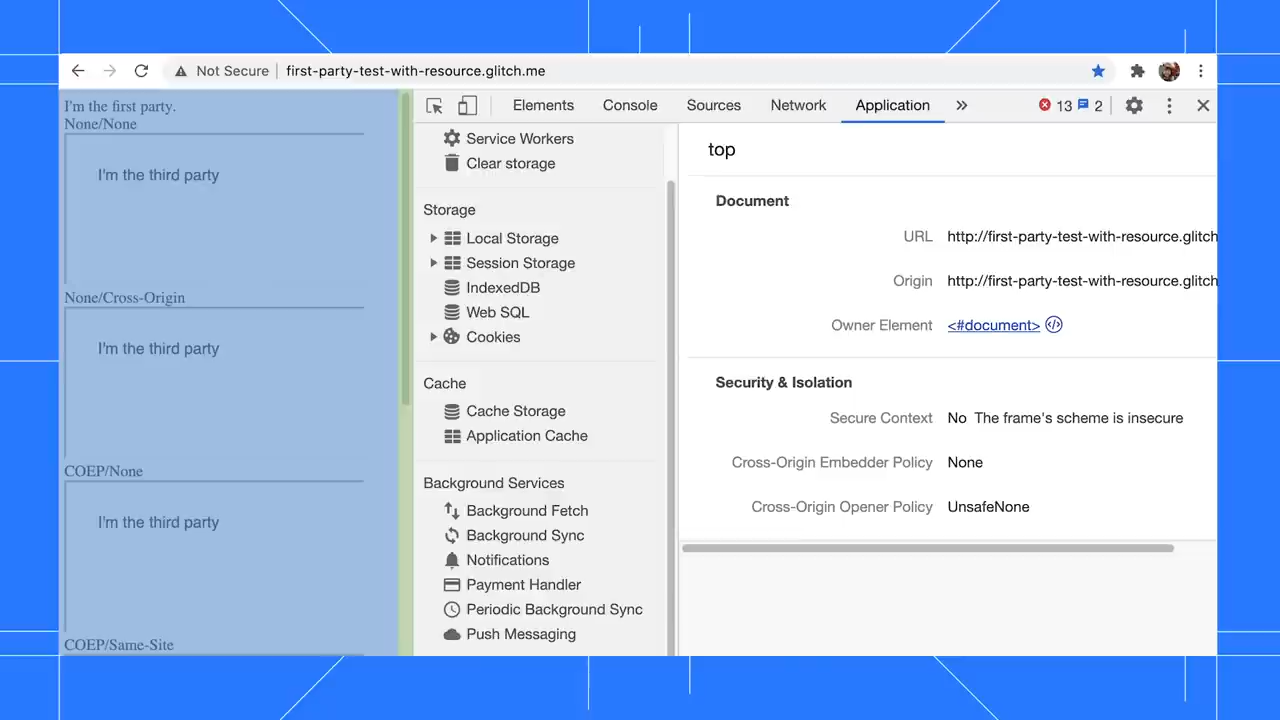 Not Secure first-party-test-with-resource.glitch.me
I'm the first party.
None/None
I'm the third party
None/Cross-Origin
I'm the third party
COEP/None
I'm the third party
COEP/Same-Site
Elements Console Sources Network Application » 13 2
Service Workers
Clear storage
Storage
Local Storage
Session Storage
IndexedDB
Web SQL
Cookies
Cache
Cache Storage
Application Cache
Background Services
Background Fetch
Background Sync
Notifications
Payment Handler
Periodic Background Sync
Push Messaging
top
Document
URL http://first-party-test-with-resource.glitch
Origin http://first-party-test-with-resource.glitch
Owner Element <#document>
Security & Isolation
Secure Context No The frame's scheme is insecure
Cross-Origin Embedder Policy None
Cross-Origin Opener Policy UnsafeNone